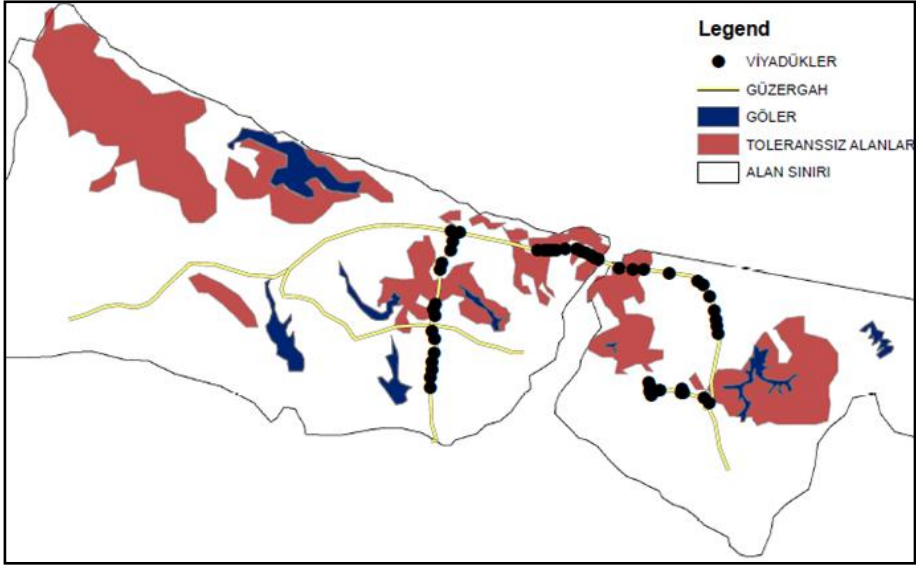 Legend
VİYADÜKLER
GÜZERGAH
GÖLER
TOLERANSSIZ ALANLAR
ALAN SINIRI